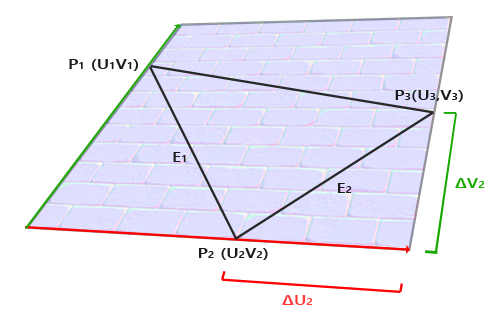 P₁ (U₁V₁)
P₃(U₃,V₃)
E₁
E₂
ΔV₂
P₂ (U₂V₂)
ΔU₂